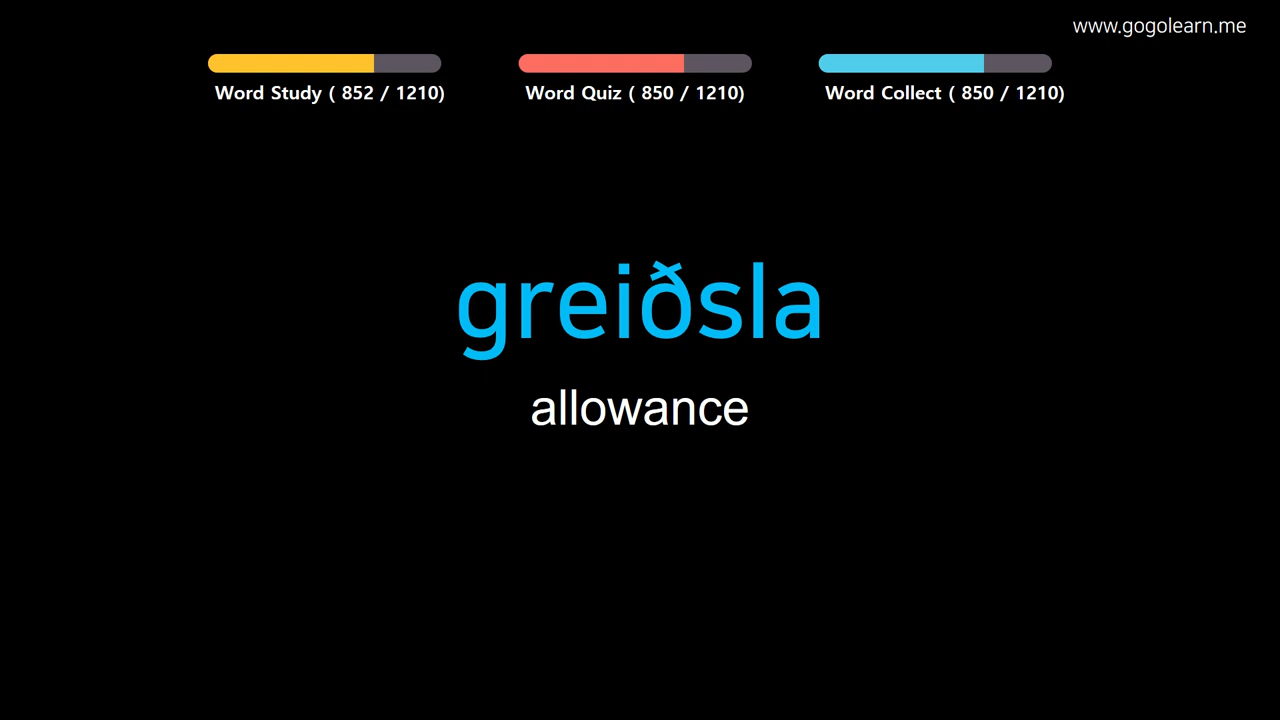 www.gogolearn.me
Word Study ( 852 / 1210)
Word Quiz ( 850 / 1210)
Word Collect ( 850 / 1210)
greiðsla
allowance